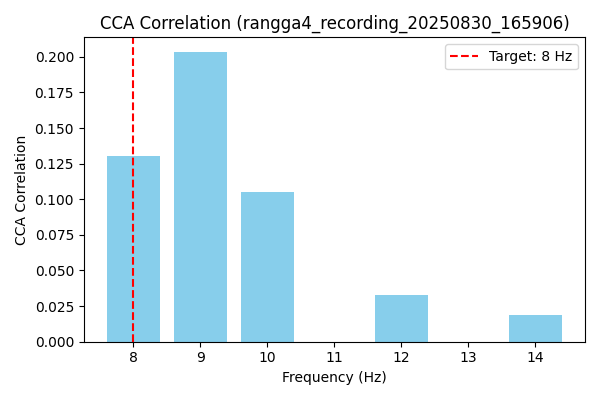 CCA Correlation (rangga4_recording_20250830_165906)
Target: 8 Hz
CCA Correlation
0.200
0.175
0.150
0.125
0.100
0.075
0.050
0.025
0.000
8 9 10 11 12 13 14
Frequency (Hz)